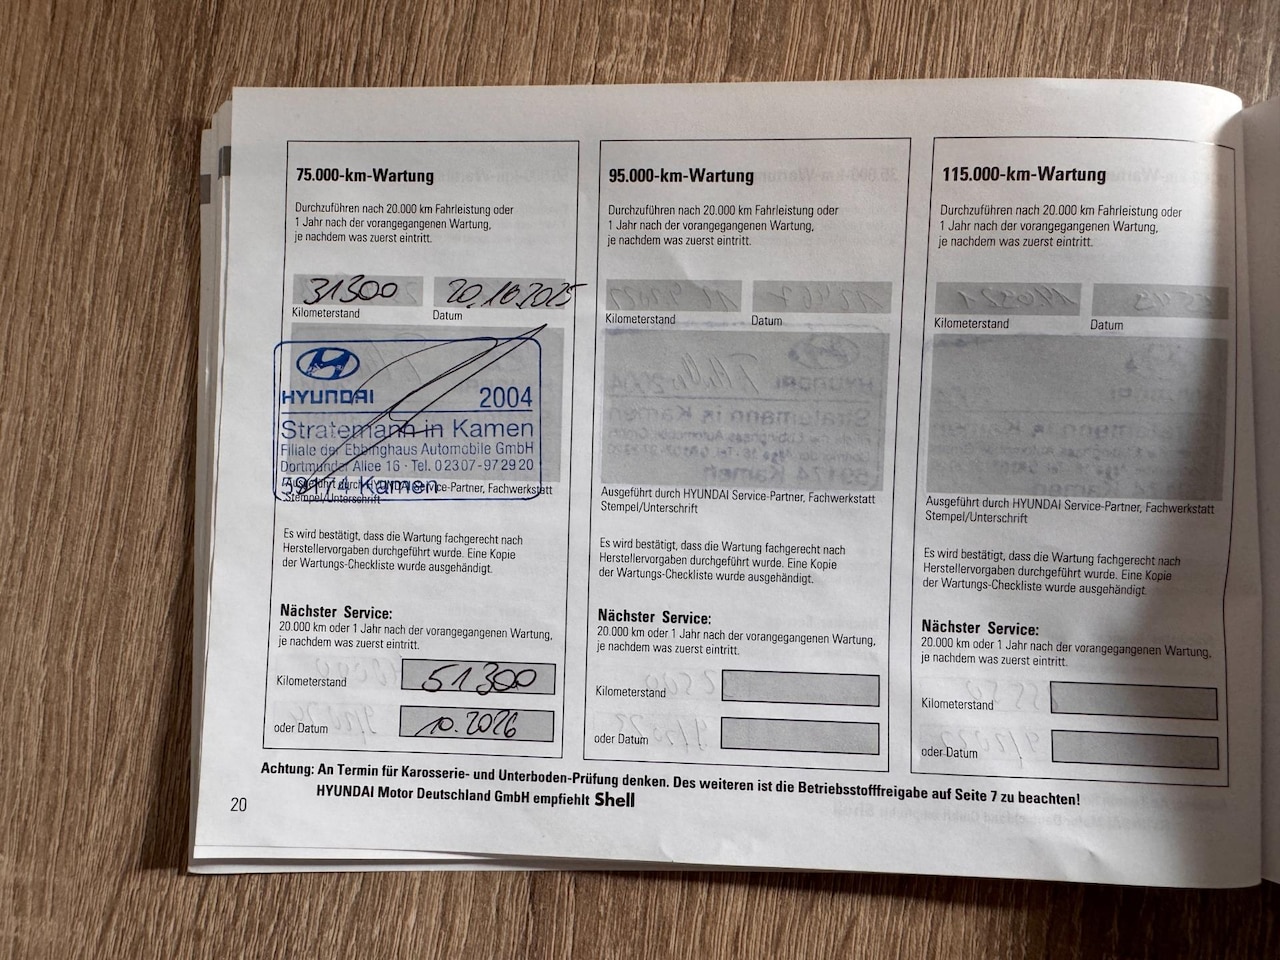 75.000-km-Wartung
Durchzuführen nach 20.000 km Fahrleistung oder
1 Jahr nach der vorangegangenen Wartung,
je nachdem was zuerst eintritt.
31300
20.10.2025
Kilometerstand
Datum
HYUNDAI
2004
Stratemann in Kamen
Filiale der Ebbinghaus Automobile GmbH
Dortmunder Allee 16 · Tel. 02307-972920
59174 Kamen
Ausgeführt durch HYUNDAI Service-Partner, Fachwerkstatt
Stempel/Unterschrift
Es wird bestätigt, dass die Wartung fachgerecht nach
Herstellervorgaben durchgeführt wurde. Eine Kopie
der Wartungs-Checkliste wurde ausgehändigt.
Nächster Service:
20.000 km oder 1 Jahr nach der vorangegangenen Wartung,
je nachdem was zuerst eintritt.
Kilometerstand
51300
oder Datum
10.2026
95.000-km-Wartung
Durchzuführen nach 20.000 km Fahrleistung oder
1 Jahr nach der vorangegangenen Wartung,
je nachdem was zuerst eintritt.
Kilometerstand
Datum
Ausgeführt durch HYUNDAI Service-Partner, Fachwerkstatt
Stempel/Unterschrift
Es wird bestätigt, dass die Wartung fachgerecht nach
Herstellervorgaben durchgeführt wurde. Eine Kopie
der Wartungs-Checkliste wurde ausgehändigt.
Nächster Service:
20.000 km oder 1 Jahr nach der vorangegangenen Wartung,
je nachdem was zuerst eintritt.
Kilometerstand
oder Datum
115.000-km-Wartung
Durchzuführen nach 20.000 km Fahrleistung oder
1 Jahr nach der vorangegangenen Wartung,
je nachdem was zuerst eintritt.
Kilometerstand
Datum
Ausgeführt durch HYUNDAI Service-Partner, Fachwerkstatt
Stempel/Unterschrift
Es wird bestätigt, dass die Wartung fachgerecht nach
Herstellervorgaben durchgeführt wurde. Eine Kopie
der Wartungs-Checkliste wurde ausgehändigt.
Nächster Service:
20.000 km oder 1 Jahr nach der vorangegangenen Wartung,
je nachdem was zuerst eintritt.
Kilometerstand
oder Datum
Achtung: An Termin für Karosserie- und Unterboden-Prüfung denken. Des weiteren ist die Betriebsstofffreigabe auf Seite 7 zu beachten!
HYUNDAI Motor Deutschland GmbH empfiehlt Shell
20